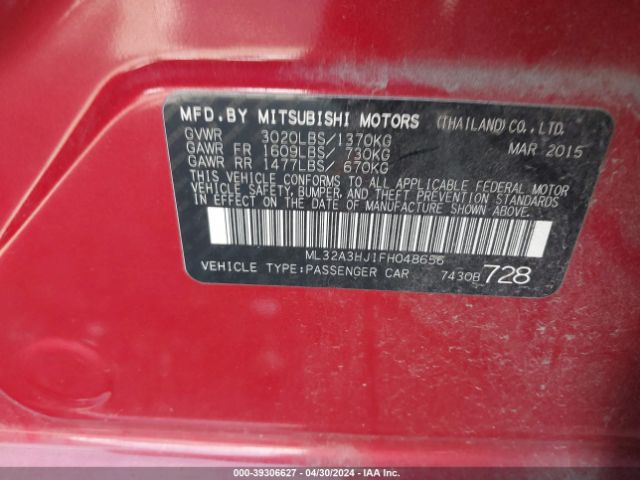 MFD.BY MITSUBISHI MOTORS (THAILAND)CO.,LTD.
GVWR 3020LBS/1370KG MAR 2015
GAWR FR 1609LBS/ 730KG
GAWR RR 1477LBS/ 670KG
THIS VEHICLE CONFORMS TO ALL APPLICABLE FEDERAL MOTOR
VEHICLE SAFETY, BUMPER, AND THEFT PREVENTION STANDARDS
IN EFFECT ON THE DATE OF MANUFACTURE SHOWN ABOVE.
ML32A3HJ1FH048656
VEHICLE TYPE:PASSENGER CAR 7430B 728
000-39306627 - 04/30/2024 - IAA Inc.